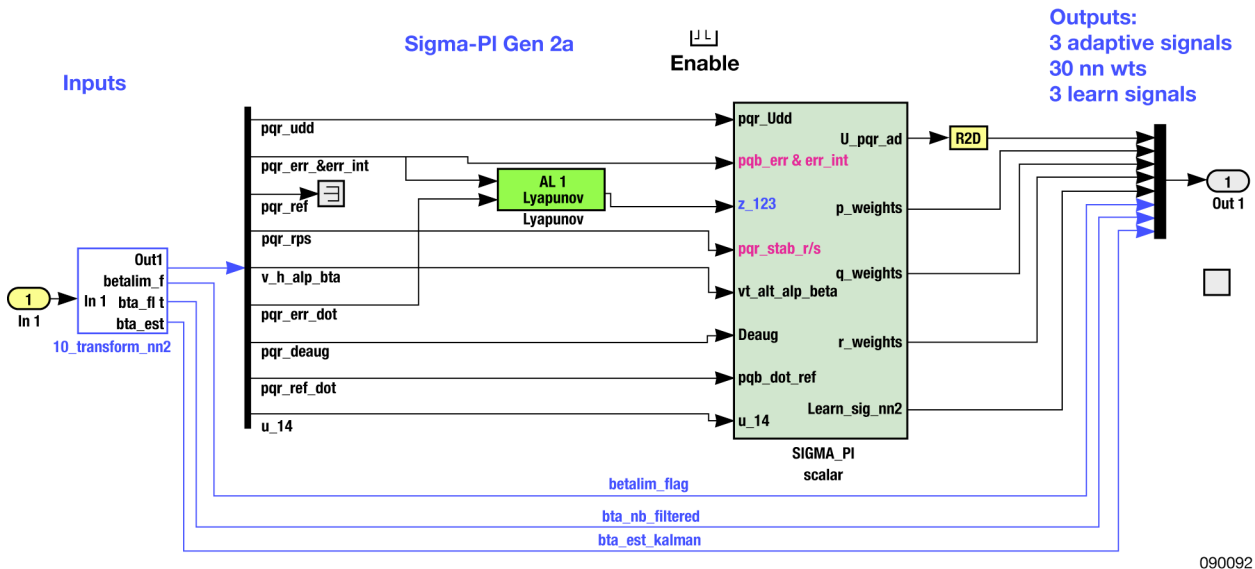 Sigma-PI Gen 2a
Enable
Outputs:
3 adaptive signals
30 nn wts
3 learn signals
Inputs
pqr_udd
pqr_err_&err_int
pqr_ref
pqr_rps
v_h_alp_bta
pqr_err_dot
pqr_deaug
pqr_ref_dot
u_14
AL 1
Lyapunov
Lyapunov
pqr_Udd
pqb_err & err_int
z_123
pqr_stab_r/s
vt_alt_alp_beta
Deaug
pqb_dot_ref
u_14
U_pqr_ad
p_weights
q_weights
r_weights
Learn_sig_nn2
SIGMA_PI
scalar
R2D
1
Out 1
1
In 1
In 1
Out1
betalim_f
bta_fl t
bta_est
10_transform_nn2
betalim_flag
bta_nb_filtered
bta_est_kalman
090092